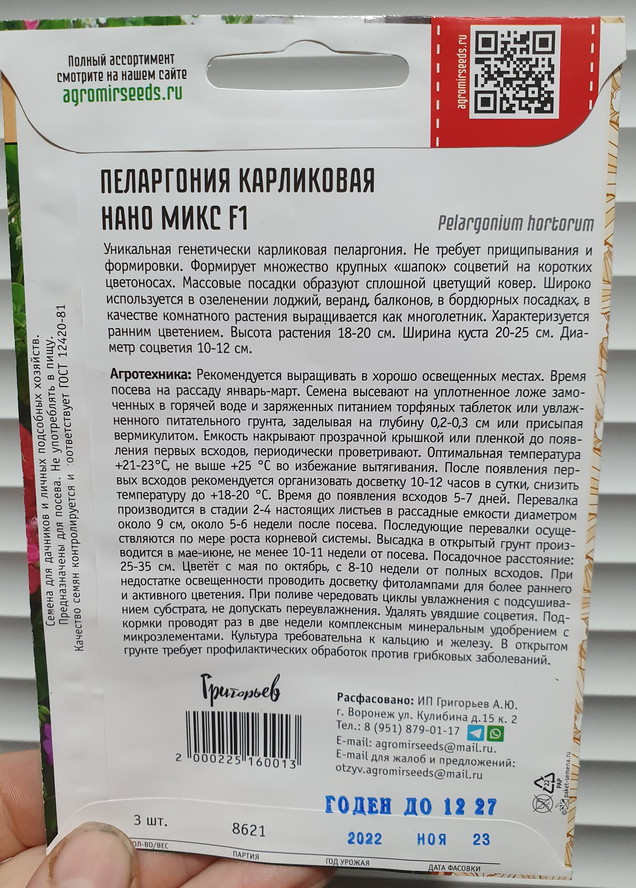 Полный ассортимент
смотрите на нашем сайте
agromirseeds.ru
agromirseeds.ru
ПЕЛАРГОНИЯ КАРЛИКОВАЯ
НАНО МИКС F1
Pelargonium hortorum
Уникальная генетически карликовая пеларгония. Не требует прищипывания и
формировки. Формирует множество крупных «шапок» соцветий на коротких
цветоносах. Массовые посадки образуют сплошной цветущий ковер. Широко
используется в озеленении лоджий, веранд, балконов, в бордюрных посадках, в
качестве комнатного растения выращивается как многолетник. Характеризуется
ранним цветением. Высота растения 18-20 см. Ширина куста 20-25 см. Диа-
метр соцветия 10-12 см.
Агротехника: Рекомендуется выращивать в хорошо освещенных местах. Время
посева на рассаду январь-март. Семена высевают на уплотненное ложе замо-
ченных в горячей воде и заряженных питанием торфяных таблеток или увлаж-
ненного питательного грунта, заделывая на глубину 0,2-0,3 см или присыпая
вермикулитом. Емкость накрывают прозрачной крышкой или пленкой до появ-
ления первых всходов, периодически проветривают. Оптимальная температура
+21-23°С, не выше +25 °С во избежание вытягивания. После появления пер-
вых всходов рекомендуется организовать досветку 10-12 часов в сутки, снизить
температуру до +18-20 °С. Время до появления всходов 5-7 дней. Перевалка
производится в стадии 2-4 настоящих листьев в рассадные емкости диаметром
около 9 см, около 5-6 недели после посева. Последующие перевалки осуще-
ствляются по мере роста корневой системы. Высадка в открытый грунт произ-
водится в мае-июне, не менее 10-11 недели от посева. Посадочное расстояние:
25-35 см. Цветёт с мая по октябрь, с 8-10 недели от полных всходов. При
недостатке освещенности проводить досветку фитолампами для более раннего
и активного цветения. При поливе чередовать циклы увлажнения с подсушива-
нием субстрата, не допускать переувлажнения. Удалять увядшие соцветия. Под-
кормки проводят раз в две недели комплексным минеральным удобрением с
микроэлементами. Культура требовательна к кальцию и железу. В открытом
грунте требует профилактических обработок против грибковых заболеваний.
Семена для дачников и личных подсобных хозяйств.
Предназначены для посева. Не употреблять в пищу.
Качество семян контролируется и соответствует ГОСТ 12420-81
Григорьев
2 000225 160013
Расфасовано: ИП Григорьев А.Ю.
г. Воронеж ул. Кулибина д.15 к. 2
Тел.: 8 (951) 879-01-17
E-mail: agromirseeds@mail.ru.
E-mail для жалоб и предложений:
otzyv.agromirseeds@mail.ru
22
PAP
paket-semena.ru
ГОДЕН ДО 12 27
3 шт. 8621 2022 НОЯ 23
КОЛ-ВО/ВЕС ПАРТИЯ ГОД УРОЖАЯ ДАТА ФАСОВКИ